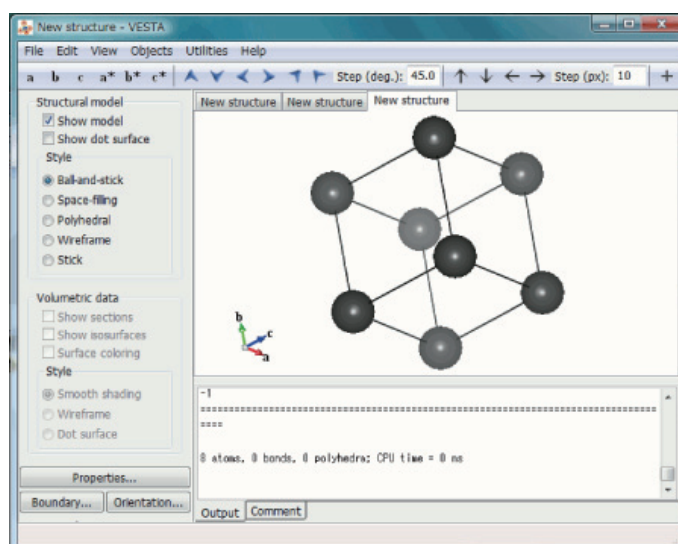 New structure - VESTA
File Edit View Objects Utilities Help
a b c a* b* c* Step (deg.): 45.0 Step (px): 10
Structural model
Show model
Show dot surface
Style
Ball-and-stick
Space-filling
Polyhedral
Wireframe
Stick
Volumetric data
Show sections
Show isosurfaces
Surface coloring
Style
Smooth shading
Wireframe
Dot surface
Properties...
Boundary... Orientation...
New structure New structure New structure
b
c
a
-1
8 atoms, 0 bonds, 0 polyhedra; CPU time = 0 ms
Output Comment